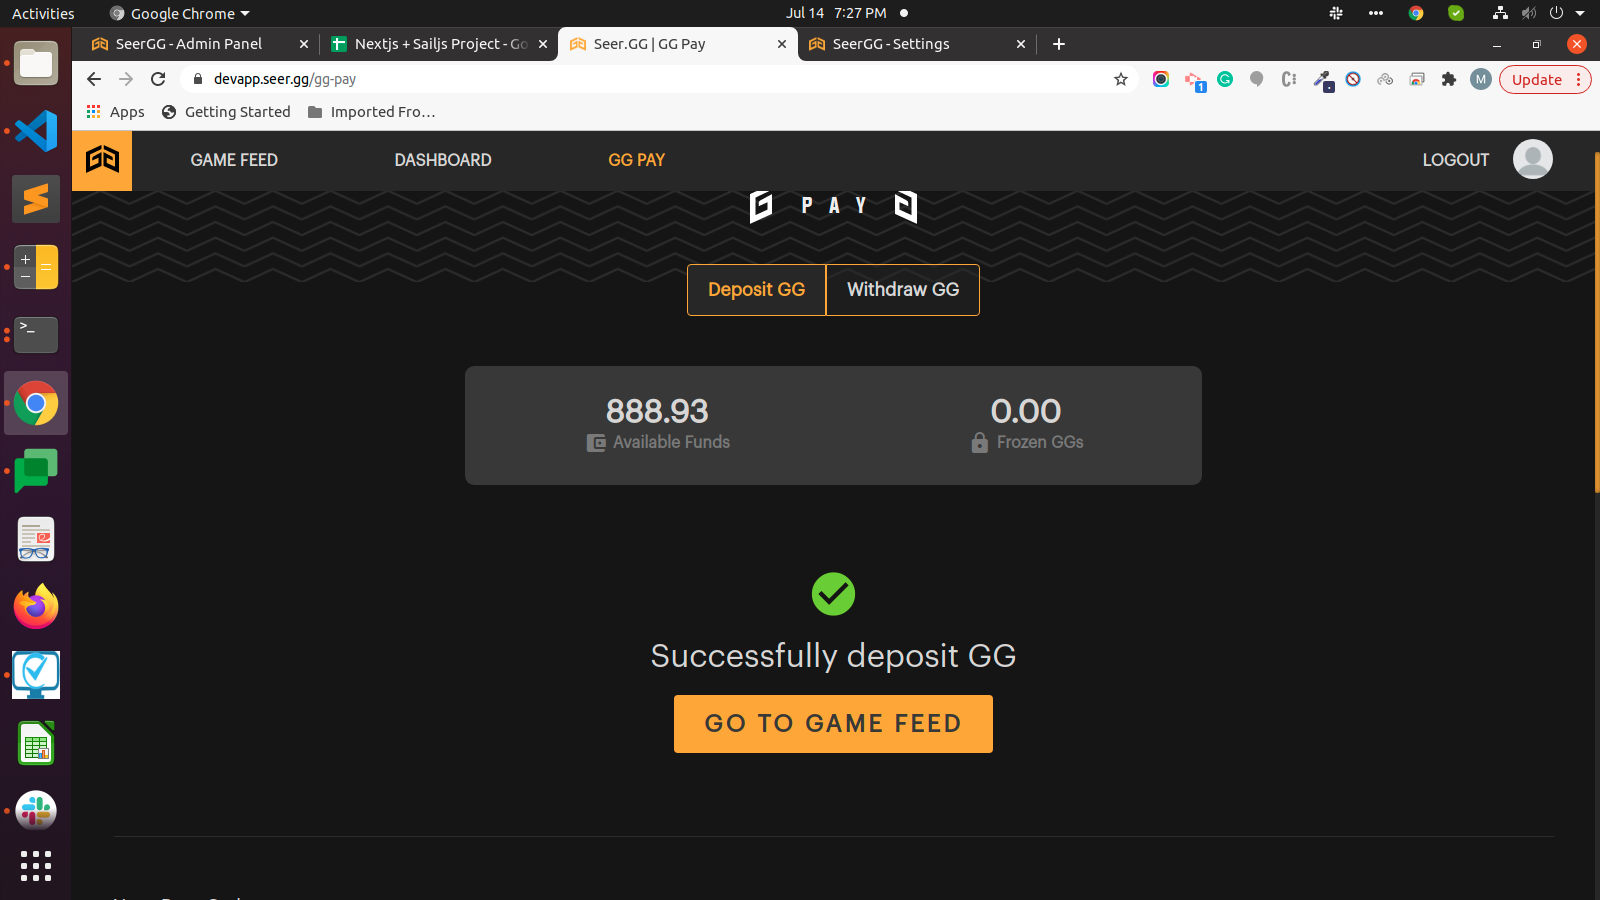 Activities
Google Chrome
Jul 14 7:27 PM
SeerGG - Admin Panel
Nextjs + Sailjs Project - Go
Seer.GG | GG Pay
SeerGG - Settings
devapp.seer.gg/gg-pay
1
M
Update
Apps
Getting Started
Imported Fro...
GAME FEED
DASHBOARD
GG PAY
LOGOUT
PAY
Deposit GG
Withdraw GG
888.93
Available Funds
0.00
Frozen GGs
Successfully deposit GG
GO TO GAME FEED